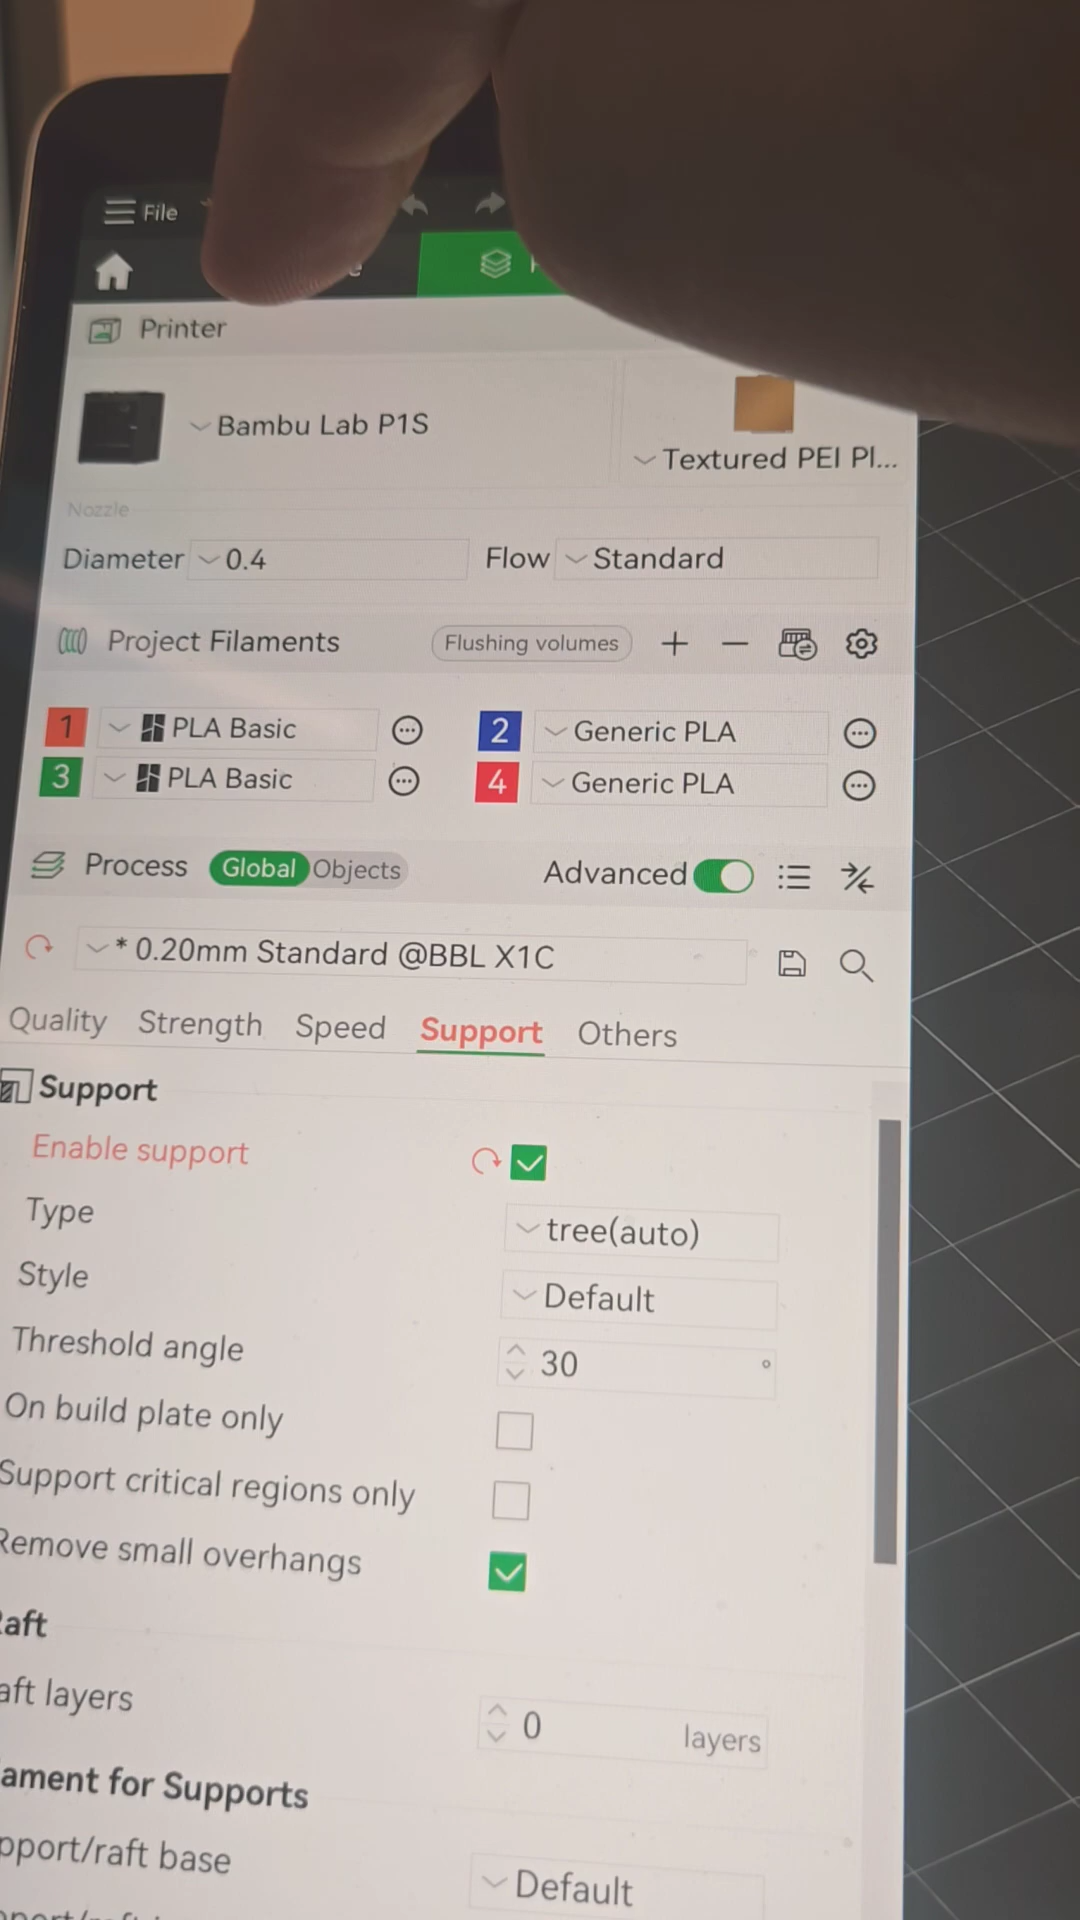 File
Printer
Bambu Lab P1S
Textured PEI Pl...
Nozzle
Diameter 0.4 Flow Standard
Project Filaments Flushing volumes
1 PLA Basic 2 Generic PLA
3 PLA Basic 4 Generic PLA
Process Global Objects Advanced
* 0.20mm Standard @BBL X1C
Quality Strength Speed Support Others
Support
Enable support
Type tree(auto)
Style Default
Threshold angle 30 °
On build plate only
Support critical regions only
Remove small overhangs
aft
aft layers 0 layers
ament for Supports
pport/raft base Default